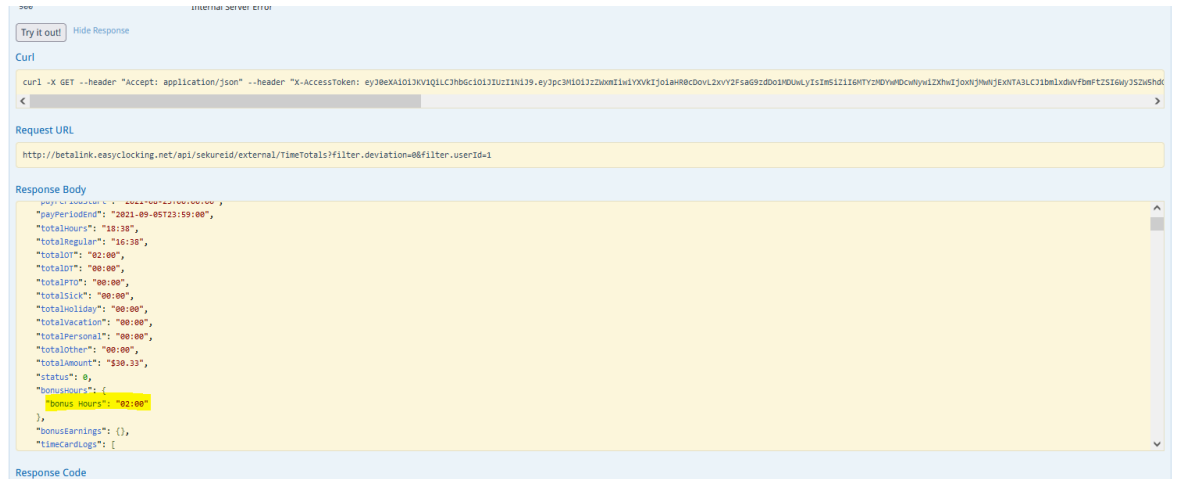 500 Internal Server Error
Try it out! Hide Response
Curl
curl -X GET --header "Accept: application/json" --header "X-AccessToken:
Request URL
http://betalink.easyclocking.net/api/sekureid/external/TimeTotals?filter.deviation=0&filter.userId=1
Response Body
"payPeriodEnd": "2021-09-05T23:59:00",
"totalHours": "18:38",
"totalRegular": "16:38",
"totalOT": "02:00",
"totalDT": "00:00",
"totalPTO": "00:00",
"totalSick": "00:00",
"totalHoliday": "00:00",
"totalVacation": "00:00",
"totalPersonal": "00:00",
"totalOther": "00:00",
"totalAmount": "$30.33",
"status": 0,
"bonusHours": {
"bonus Hours": "02:00"
},
"bonusEarnings": {},
"timeCardLogs": [
Response Code